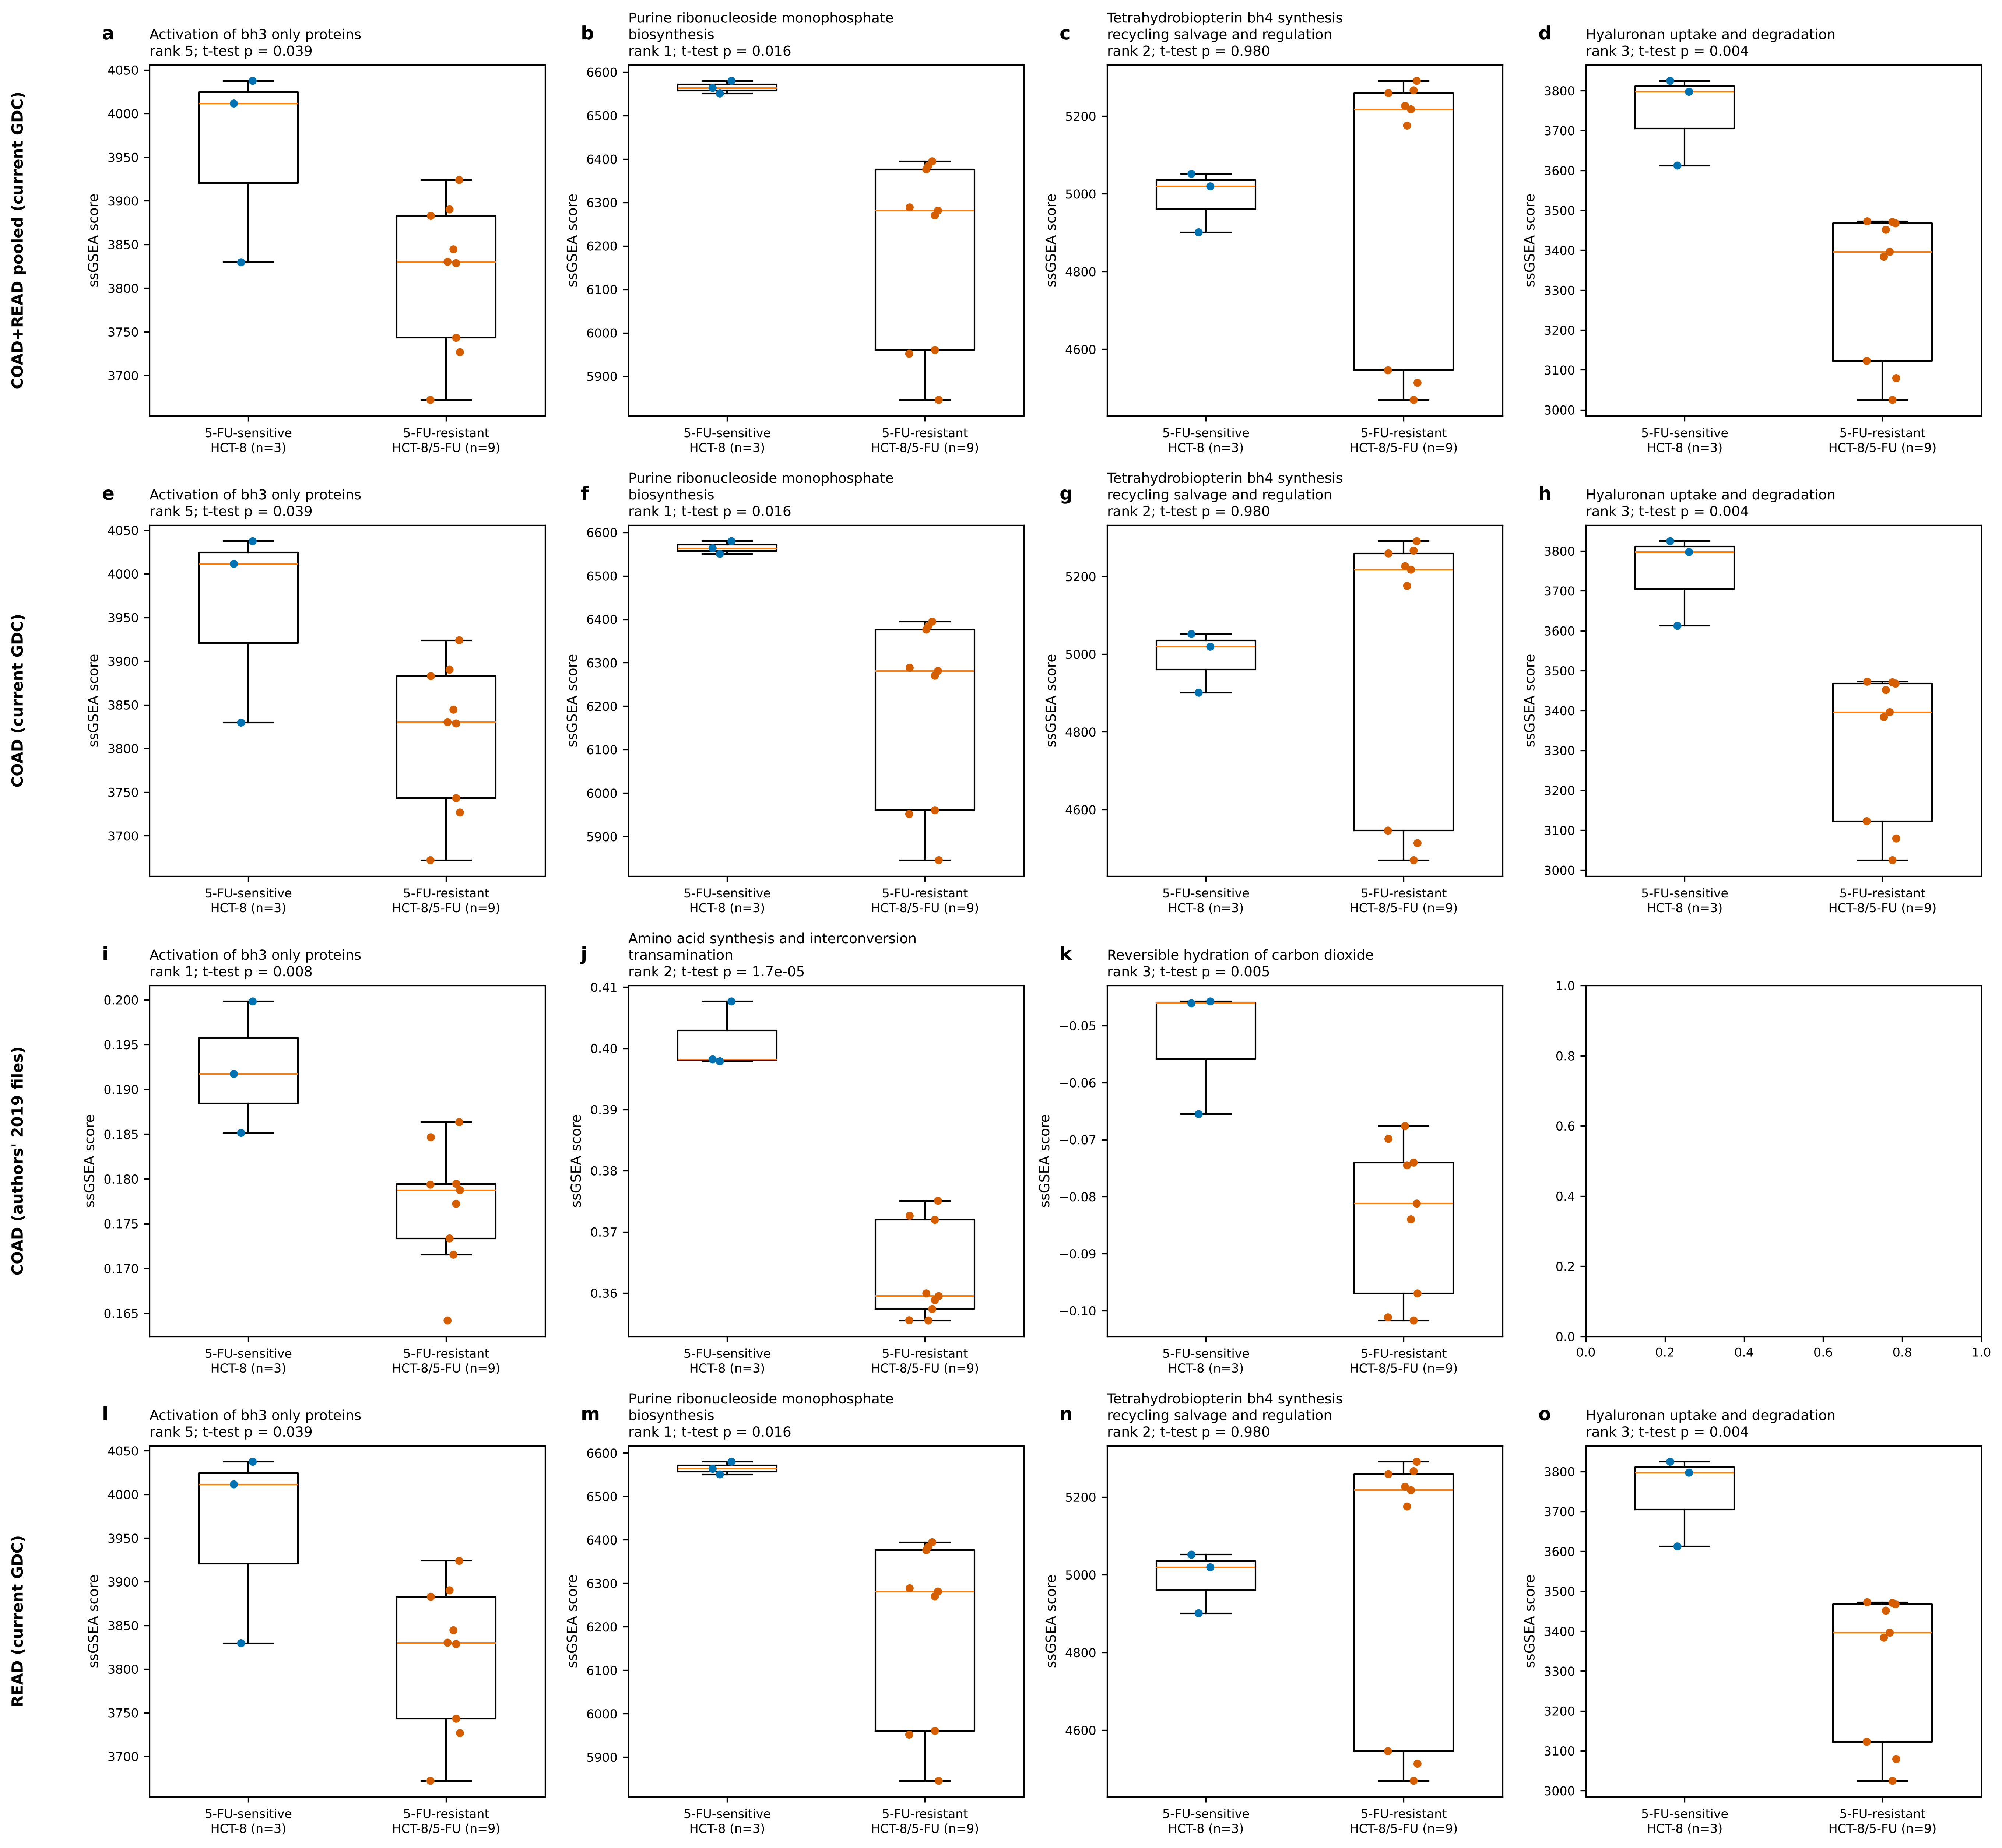 COAD+READ pooled (current GDC)
a
Activation of bh3 only proteins
rank 5; t-test p = 0.039
ssGSEA score
4050
4000
3950
3900
3850
3800
3750
3700
5-FU-sensitive
HCT-8 (n=3)
5-FU-resistant
HCT-8/5-FU (n=9)
b
Purine ribonucleoside monophosphate
biosynthesis
rank 1; t-test p = 0.016
ssGSEA score
6600
6500
6400
6300
6200
6100
6000
5900
5-FU-sensitive
HCT-8 (n=3)
5-FU-resistant
HCT-8/5-FU (n=9)
c
Tetrahydrobiopterin bh4 synthesis
recycling salvage and regulation
rank 2; t-test p = 0.980
ssGSEA score
5200
5000
4800
4600
5-FU-sensitive
HCT-8 (n=3)
5-FU-resistant
HCT-8/5-FU (n=9)
d
Hyaluronan uptake and degradation
rank 3; t-test p = 0.004
ssGSEA score
3800
3700
3600
3500
3400
3300
3200
3100
3000
5-FU-sensitive
HCT-8 (n=3)
5-FU-resistant
HCT-8/5-FU (n=9)
COAD (current GDC)
e
Activation of bh3 only proteins
rank 5; t-test p = 0.039
ssGSEA score
4050
4000
3950
3900
3850
3800
3750
3700
5-FU-sensitive
HCT-8 (n=3)
5-FU-resistant
HCT-8/5-FU (n=9)
f
Purine ribonucleoside monophosphate
biosynthesis
rank 1; t-test p = 0.016
ssGSEA score
6600
6500
6400
6300
6200
6100
6000
5900
5-FU-sensitive
HCT-8 (n=3)
5-FU-resistant
HCT-8/5-FU (n=9)
g
Tetrahydrobiopterin bh4 synthesis
recycling salvage and regulation
rank 2; t-test p = 0.980
ssGSEA score
5200
5000
4800
4600
5-FU-sensitive
HCT-8 (n=3)
5-FU-resistant
HCT-8/5-FU (n=9)
h
Hyaluronan uptake and degradation
rank 3; t-test p = 0.004
ssGSEA score
3800
3700
3600
3500
3400
3300
3200
3100
3000
5-FU-sensitive
HCT-8 (n=3)
5-FU-resistant
HCT-8/5-FU (n=9)
COAD (authors' 2019 files)
i
Activation of bh3 only proteins
rank 1; t-test p = 0.008
ssGSEA score
0.200
0.195
0.190
0.185
0.180
0.175
0.170
0.165
5-FU-sensitive
HCT-8 (n=3)
5-FU-resistant
HCT-8/5-FU (n=9)
j
Amino acid synthesis and interconversion
transamination
rank 2; t-test p = 1.7e-05
ssGSEA score
0.41
0.40
0.39
0.38
0.37
0.36
5-FU-sensitive
HCT-8 (n=3)
5-FU-resistant
HCT-8/5-FU (n=9)
k
Reversible hydration of carbon dioxide
rank 3; t-test p = 0.005
ssGSEA score
−0.05
−0.06
−0.07
−0.08
−0.09
−0.10
5-FU-sensitive
HCT-8 (n=3)
5-FU-resistant
HCT-8/5-FU (n=9)
1.0
0.8
0.6
0.4
0.2
0.0
0.0 0.2 0.4 0.6 0.8 1.0
READ (current GDC)
l
Activation of bh3 only proteins
rank 5; t-test p = 0.039
ssGSEA score
4050
4000
3950
3900
3850
3800
3750
3700
5-FU-sensitive
HCT-8 (n=3)
5-FU-resistant
HCT-8/5-FU (n=9)
m
Purine ribonucleoside monophosphate
biosynthesis
rank 1; t-test p = 0.016
ssGSEA score
6600
6500
6400
6300
6200
6100
6000
5900
5-FU-sensitive
HCT-8 (n=3)
5-FU-resistant
HCT-8/5-FU (n=9)
n
Tetrahydrobiopterin bh4 synthesis
recycling salvage and regulation
rank 2; t-test p = 0.980
ssGSEA score
5200
5000
4800
4600
5-FU-sensitive
HCT-8 (n=3)
5-FU-resistant
HCT-8/5-FU (n=9)
o
Hyaluronan uptake and degradation
rank 3; t-test p = 0.004
ssGSEA score
3800
3700
3600
3500
3400
3300
3200
3100
3000
5-FU-sensitive
HCT-8 (n=3)
5-FU-resistant
HCT-8/5-FU (n=9)